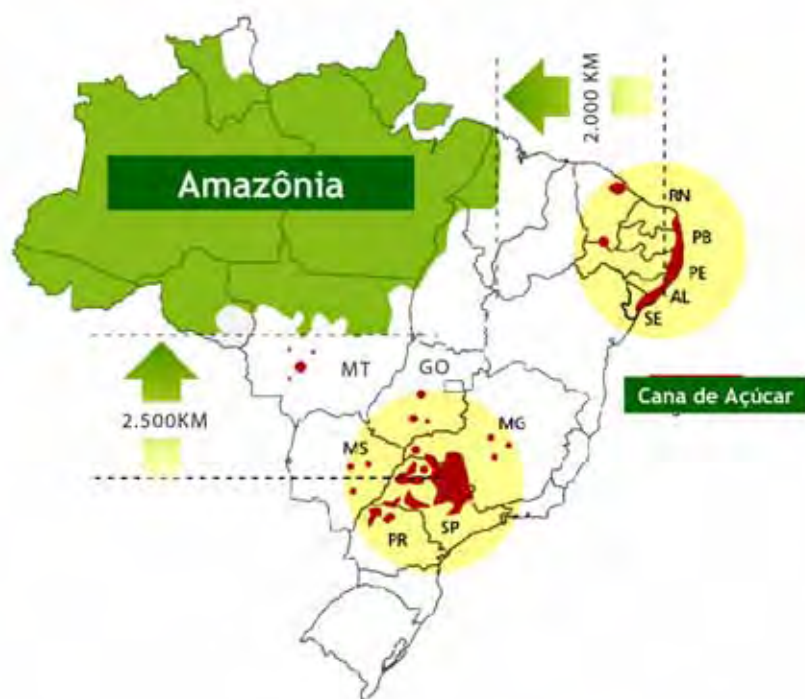 2.000 KM
Amazônia
RN
PB
PE
AL
SE
MT
GO
Cana de Açúcar
2.500KM
MS
MG
SP
PR